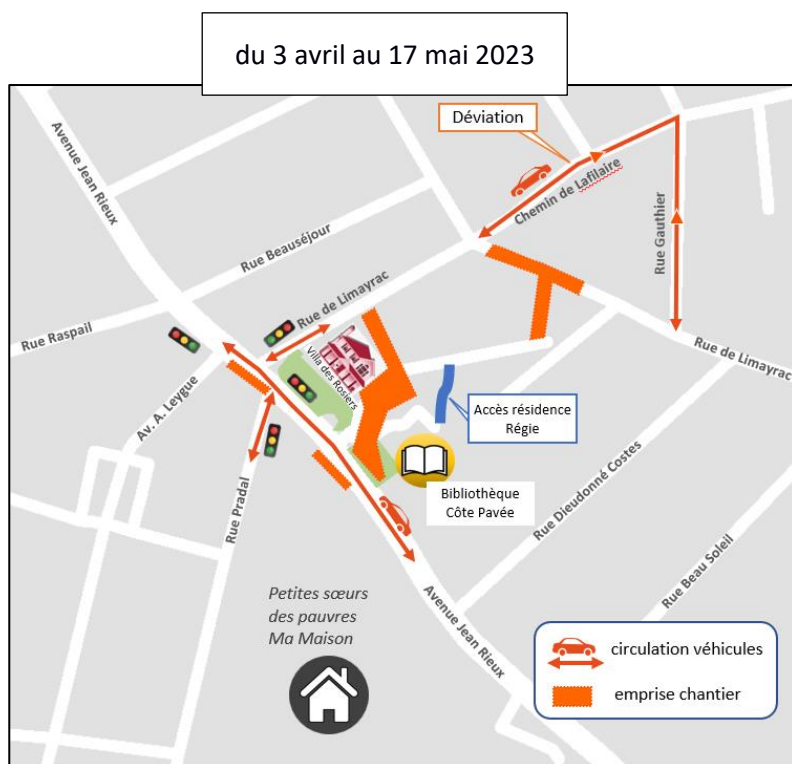 du 3 avril au 17 mai 2023
Déviation
Avenue Jean Rieux
Chemin de Lafilaire
Rue Gauthier
Rue Beauséjour
Rue de Limayrac
Rue Raspail
Villa des Rosiers
Rue de Limayrac
Av. A. Leygue
Accès résidence
Régie
Rue Pradal
Bibliothèque
Côte Pavée
Rue Dieudonné Costes
Rue Beau Soleil
Petites sœurs
des pauvres
Ma Maison
Avenue Jean Rieux
circulation véhicules
emprise chantier